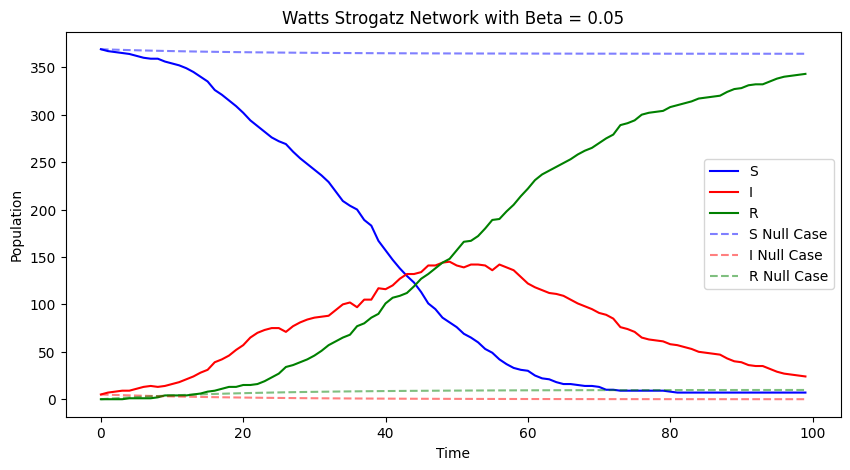 Watts Strogatz Network with Beta = 0.05
Population
350
300
250
200
150
100
50
0
S
I
R
S Null Case
I Null Case
R Null Case
0
20
40
60
80
100
Time